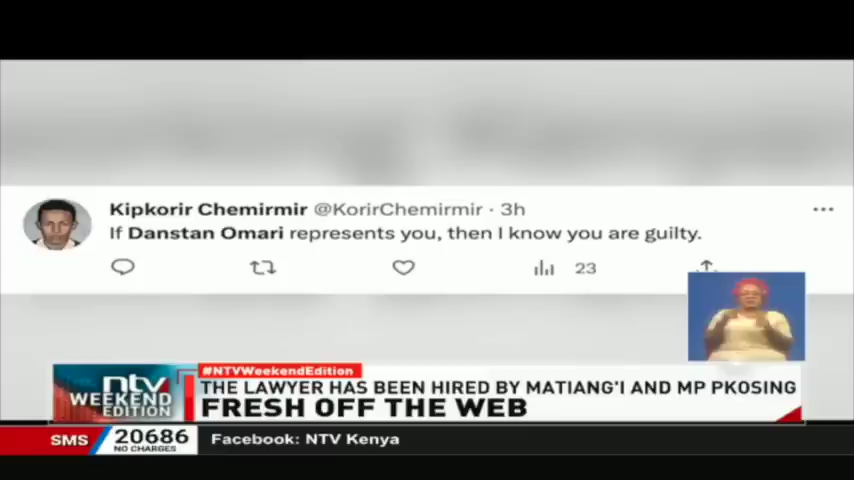 Kipkorir Chemirmir @KorirChemirmir · 3h
If Danstan Omari represents you, then I know you are guilty.
23
#NTVWeekendEdition
ntv
WEEKEND
EDITION
THE LAWYER HAS BEEN HIRED BY MATIANG'I AND MP PKOSING
FRESH OFF THE WEB
SMS
20686
NO CHARGES
Facebook: NTV Kenya